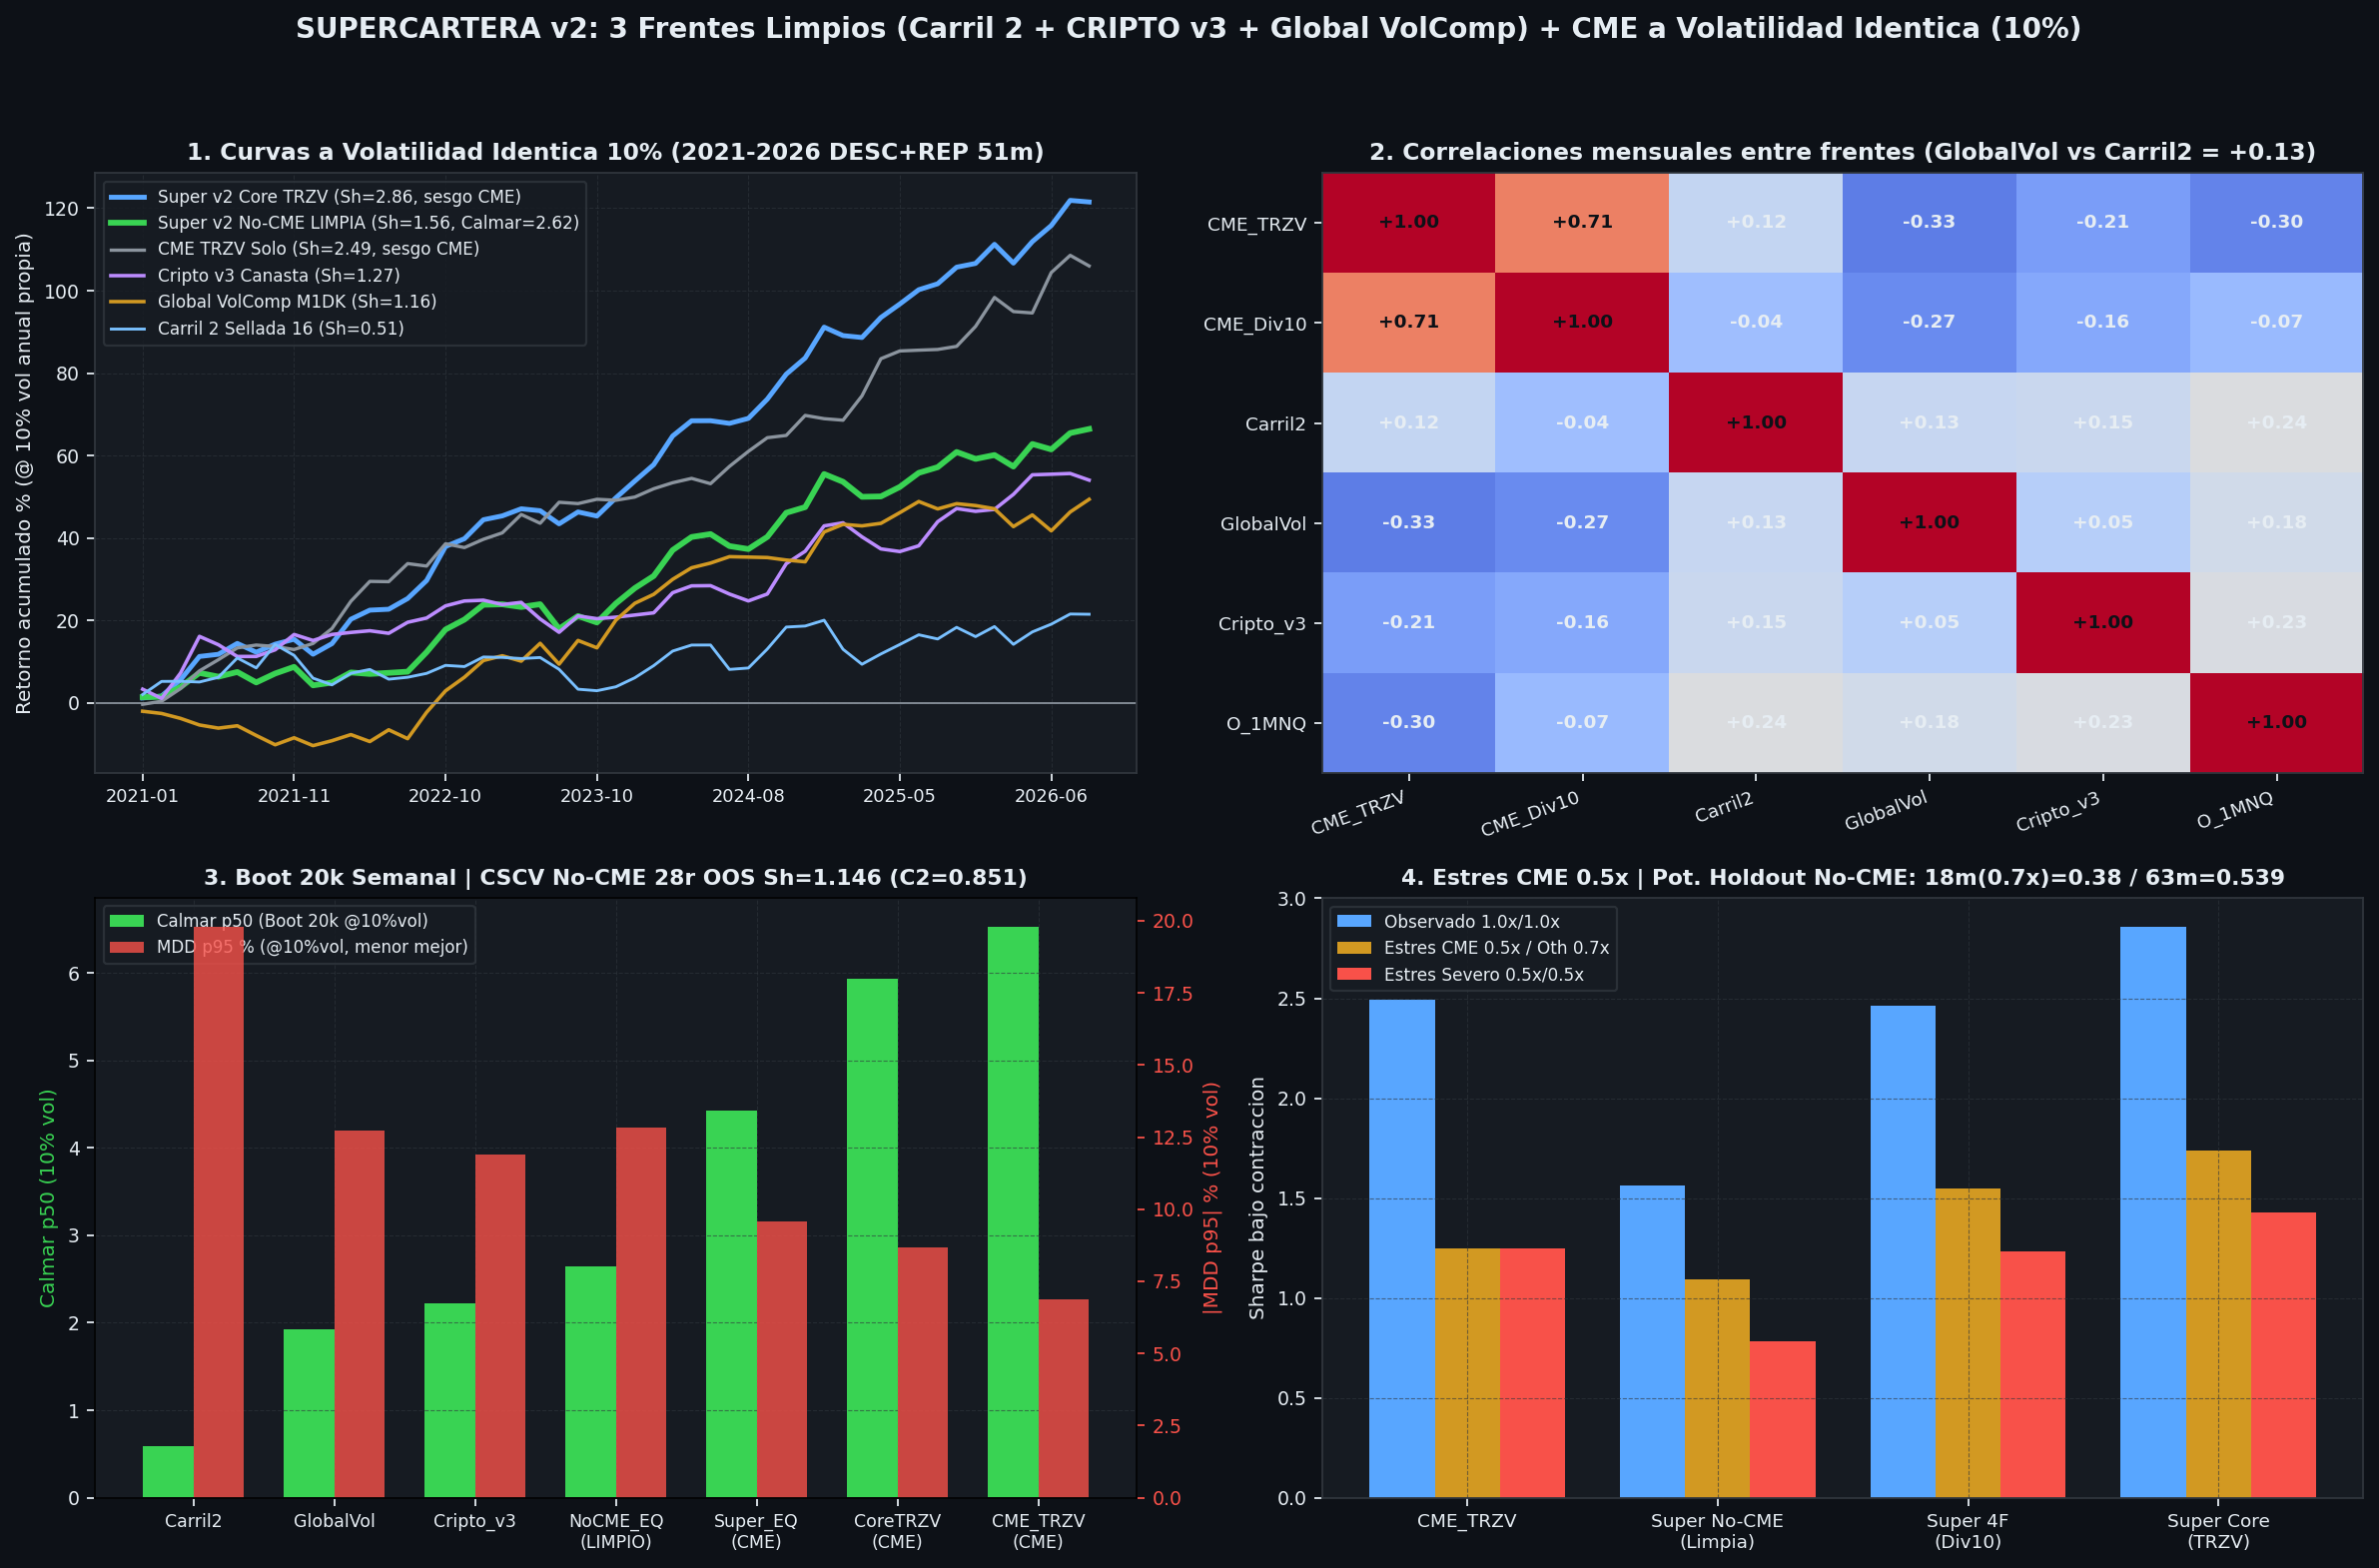 SUPERCARTERA v2: 3 Frentes Limpios (Carril 2 + CRIPTO v3 + Global VolComp) + CME a Volatilidad Identica (10%)
1. Curvas a Volatilidad Identica 10% (2021-2026 DESC+REP 51m)
Retorno acumulado % (@ 10% vol anual propia)
Super v2 Core TRZV (Sh=2.86, sesgo CME)
Super v2 No-CME LIMPIA (Sh=1.56, Calmar=2.62)
CME TRZV Solo (Sh=2.49, sesgo CME)
Cripto v3 Canasta (Sh=1.27)
Global VolComp M1DK (Sh=1.16)
Carril 2 Sellada 16 (Sh=0.51)
120
100
80
60
40
20
0
2021-01 2021-11 2022-10 2023-10 2024-08 2025-05 2026-06
2. Correlaciones mensuales entre frentes (GlobalVol vs Carril2 = +0.13)
CME_TRZV +1.00 +0.71 +0.12 -0.33 -0.21 -0.30
CME_Div10 +0.71 +1.00 -0.04 -0.27 -0.16 -0.07
Carril2 +0.12 -0.04 +1.00 +0.13 +0.15 +0.24
GlobalVol -0.33 -0.27 +0.13 +1.00 +0.05 +0.18
Cripto_v3 -0.21 -0.16 +0.15 +0.05 +1.00 +0.23
O_1MNQ -0.30 -0.07 +0.24 +0.18 +0.23 +1.00
CME_TRZV CME_Div10 Carril2 GlobalVol Cripto_v3 O_1MNQ
3. Boot 20k Semanal | CSCV No-CME 28r OOS Sh=1.146 (C2=0.851)
Calmar p50 (10% vol)
Calmar p50 (Boot 20k @10%vol)
MDD p95 % (@10%vol, menor mejor)
6
5
4
3
2
1
0
20.0
17.5
15.0
12.5
10.0
7.5
5.0
2.5
0.0
|MDD p95| % (10% vol)
Carril2 GlobalVol Cripto_v3 NoCME_EQ Super_EQ CoreTRZV CME_TRZV
(LIMPIO) (CME) (CME) (CME)
4. Estres CME 0.5x | Pot. Holdout No-CME: 18m(0.7x)=0.38 / 63m=0.539
Sharpe bajo contraccion
Observado 1.0x/1.0x
Estres CME 0.5x / Oth 0.7x
Estres Severo 0.5x/0.5x
3.0
2.5
2.0
1.5
1.0
0.5
0.0
CME_TRZV Super No-CME Super 4F Super Core
(Limpia) (Div10) (TRZV)